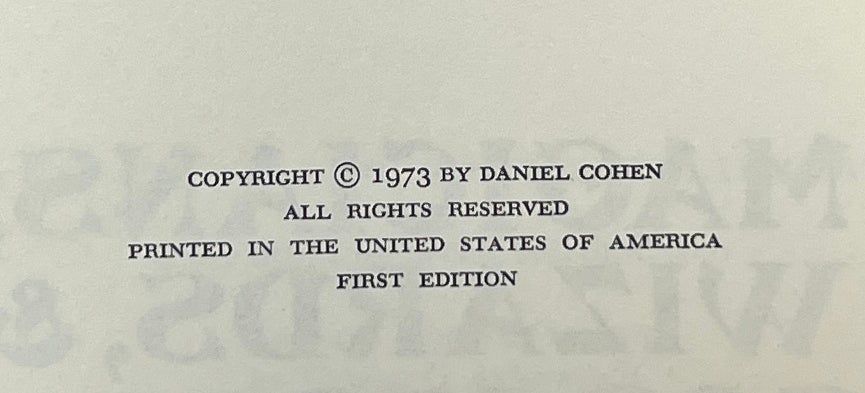 COPYRIGHT © 1973 BY DANIEL COHEN
ALL RIGHTS RESERVED
PRINTED IN THE UNITED STATES OF AMERICA
FIRST EDITION